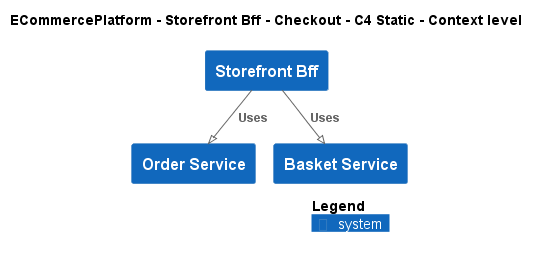 ECommercePlatform - Storefront Bff - Checkout - C4 Static - Context level
Storefront Bff
Uses
Uses
Order Service
Basket Service
Legend
system